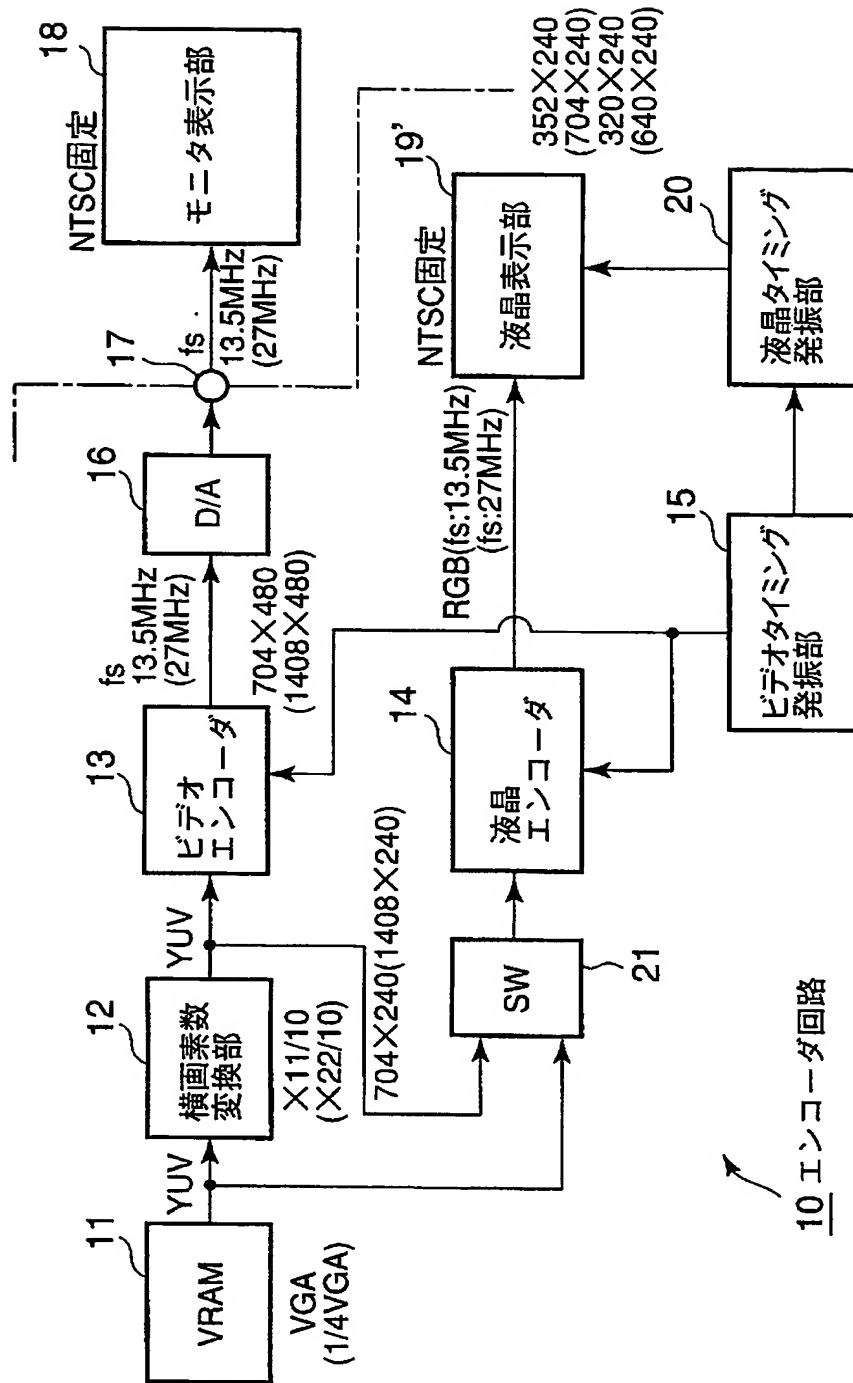 11
VRAM
VGA
(1/4VGA)
YUV
12
横画素数
変換部
×11/10
(×22/10)
YUV
13
ビデオ
エンコーダ
fs
13.5MHz
(27MHz)
704×480
(1408×480)
16
D/A
17
fs
13.5MHz
(27MHz)
NTSC固定
18
モニタ表示部
704×240(1408×240)
SW
21
14
液晶
エンコーダ
RGB(fs:13.5MHz)
(fs:27MHz)
NTSC固定
19'
液晶表示部
352×240
(704×240)
320×240
(640×240)
15
ビデオタイミング
発振部
20
液晶タイミング
発振部
10 エンコーダ回路